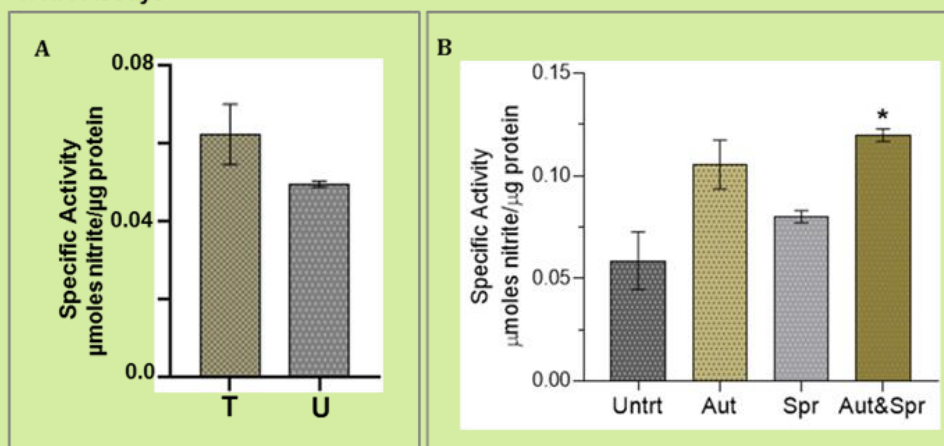 A
Specific Activity
µmoles nitrite/µg protein
0.08
0.04
0.0
T U
B
Specific Activity
µmoles nitrite/µg protein
0.15
0.10
0.05
0.00
*
Untrt Aut Spr Aut&Spr